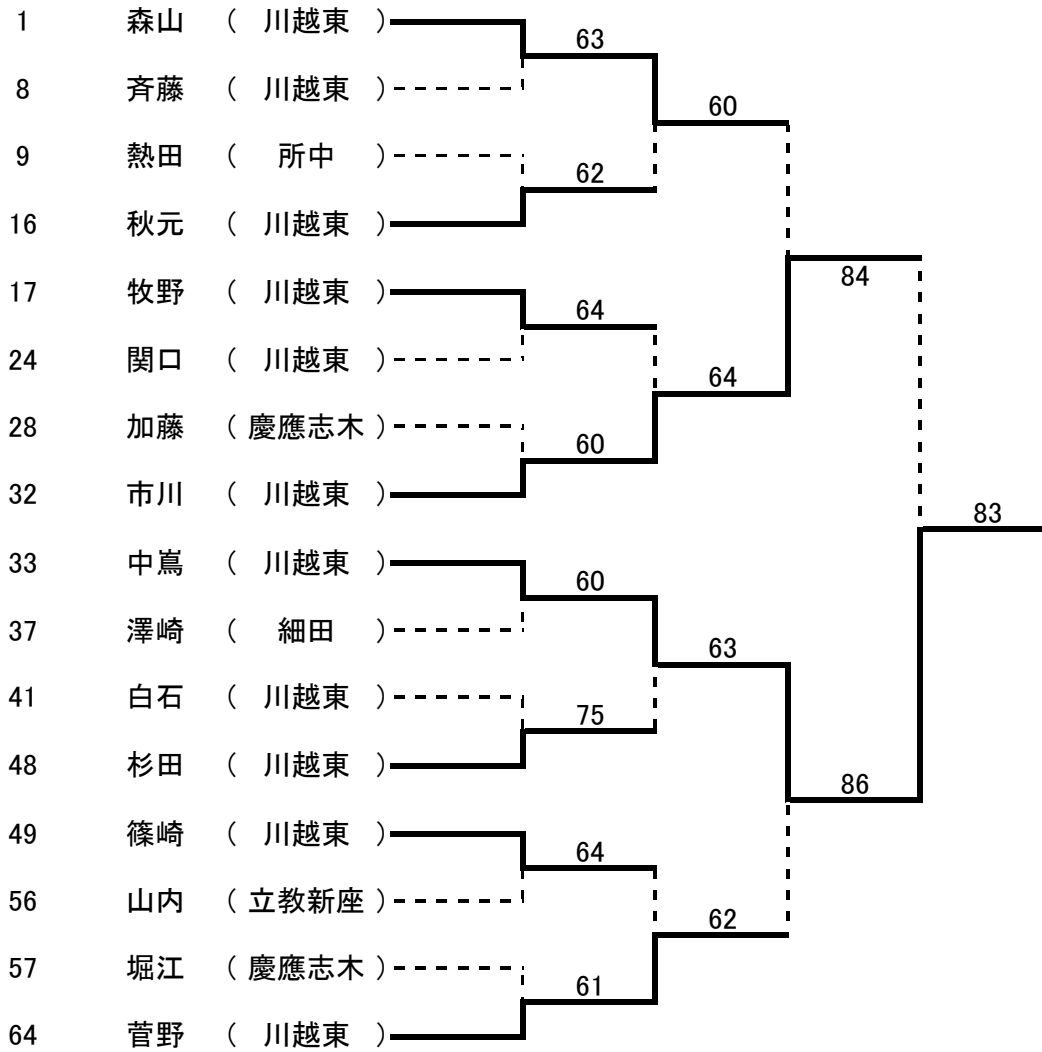 1 森山 ( 川越東 )
63
8 斉藤 ( 川越東 )
60
9 熱田 ( 所中 )
62
16 秋元 ( 川越東 )
84
17 牧野 ( 川越東 )
64
24 関口 ( 川越東 )
64
28 加藤 ( 慶應志木 )
60
32 市川 ( 川越東 )
83
33 中嶌 ( 川越東 )
60
37 澤崎 ( 細田 )
63
41 白石 ( 川越東 )
75
48 杉田 ( 川越東 )
86
49 篠崎 ( 川越東 )
64
56 山内 ( 立教新座 )
62
57 堀江 ( 慶應志木 )
61
64 菅野 ( 川越東 )